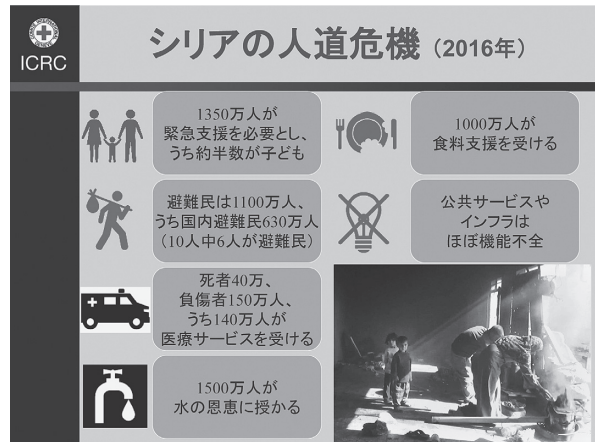 ICRC
シリアの人道危機（2016年）
1350万人が
緊急支援を必要とし、
うち約半数が子ども
1000万人が
食料支援を受ける
避難民は1100万人、
うち国内避難民630万人
（10人中6人が避難民）
公共サービスや
インフラは
ほぼ機能不全
死者40万、
負傷者150万人、
うち140万人が
医療サービスを受ける
1500万人が
水の恩恵に授かる